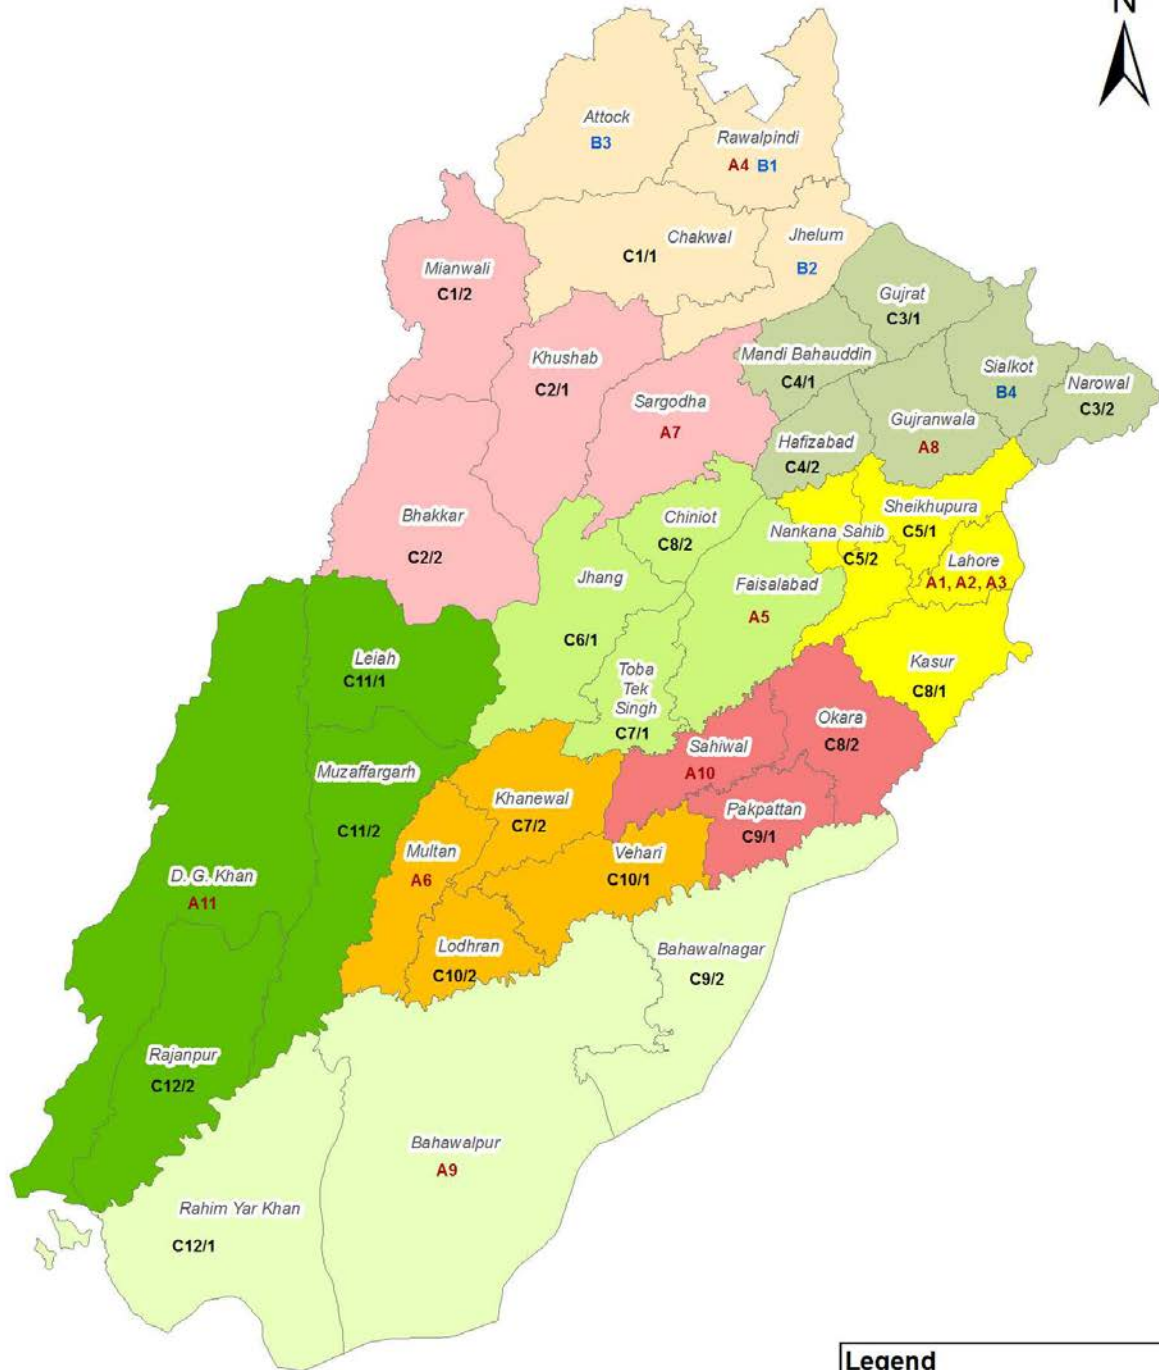 N
Attock
B3
Rawalpindi
A4 B1
Chakwal
C1/1
Jhelum
B2
Mianwali
C1/2
Gujrat
C3/1
Khushab
C2/1
Mandi Bahauddin
C4/1
Sialkot
B4
Narowal
C3/2
Sargodha
A7
Gujranwala
A8
Hafizabad
C4/2
Bhakkar
C2/2
Chiniot
C8/2
Sheikhupura
C5/1
Nankana Sahib
C5/2
Lahore
A1, A2, A3
Jhang
C6/1
Faisalabad
A5
Leiah
C11/1
Toba
Tek
Singh
C7/1
Kasur
C8/1
Okara
C8/2
Sahiwal
A10
Muzaffargarh
C11/2
Khanewal
C7/2
Pakpattan
C9/1
Multan
A6
Vehari
C10/1
D. G. Khan
A11
Lodhran
C10/2
Bahawalnagar
C9/2
Rajanpur
C12/2
Bahawalpur
A9
Rahim Yar Khan
C12/1
Legend